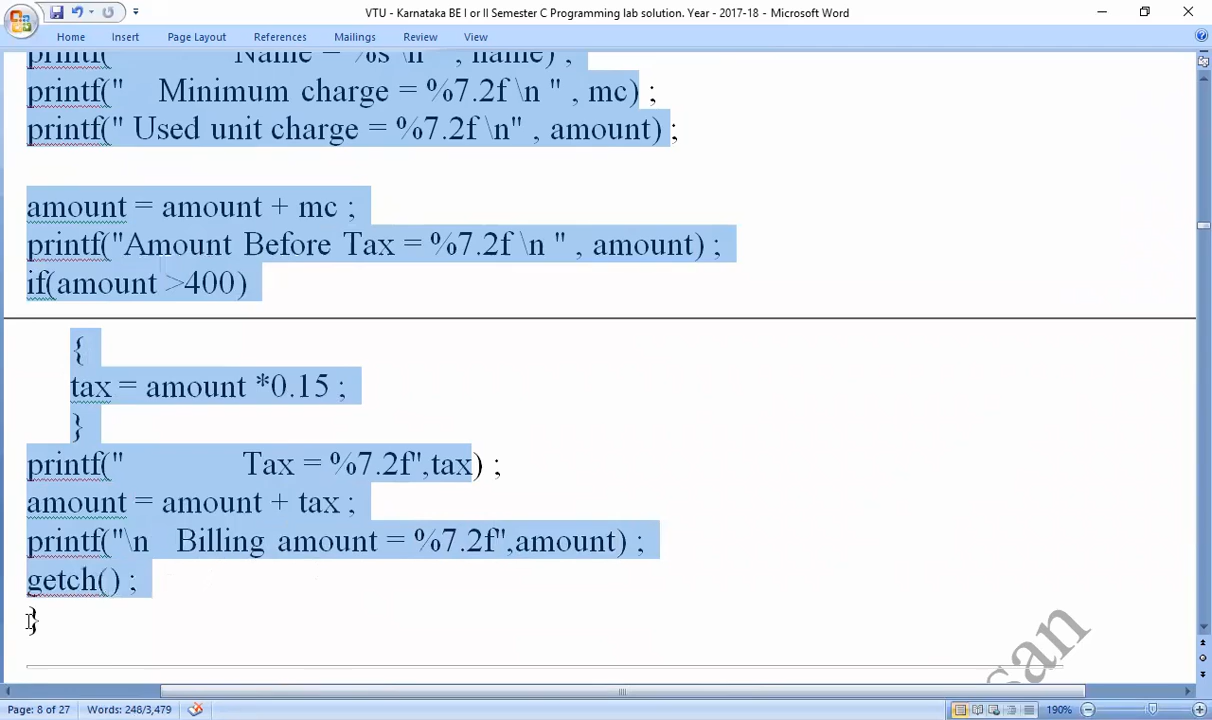 VTU - Karnataka BE I or II Semester C Programming lab solution. Year - 2017-18 - Microsoft Word
Home Insert Page Layout References Mailings Review View
printf(" Name = %s \n " , name) ;
printf(" Minimum charge = %7.2f \n " , mc) ;
printf(" Used unit charge = %7.2f \n" , amount) ;
amount = amount + mc ;
printf("Amount Before Tax = %7.2f \n " , amount) ;
if(amount >400)
{
tax = amount *0.15 ;
}
printf(" Tax = %7.2f",tax) ;
amount = amount + tax ;
printf("\n Billing amount = %7.2f",amount) ;
getch() ;
}
san
Page: 8 of 27 Words: 248/3,479 190%